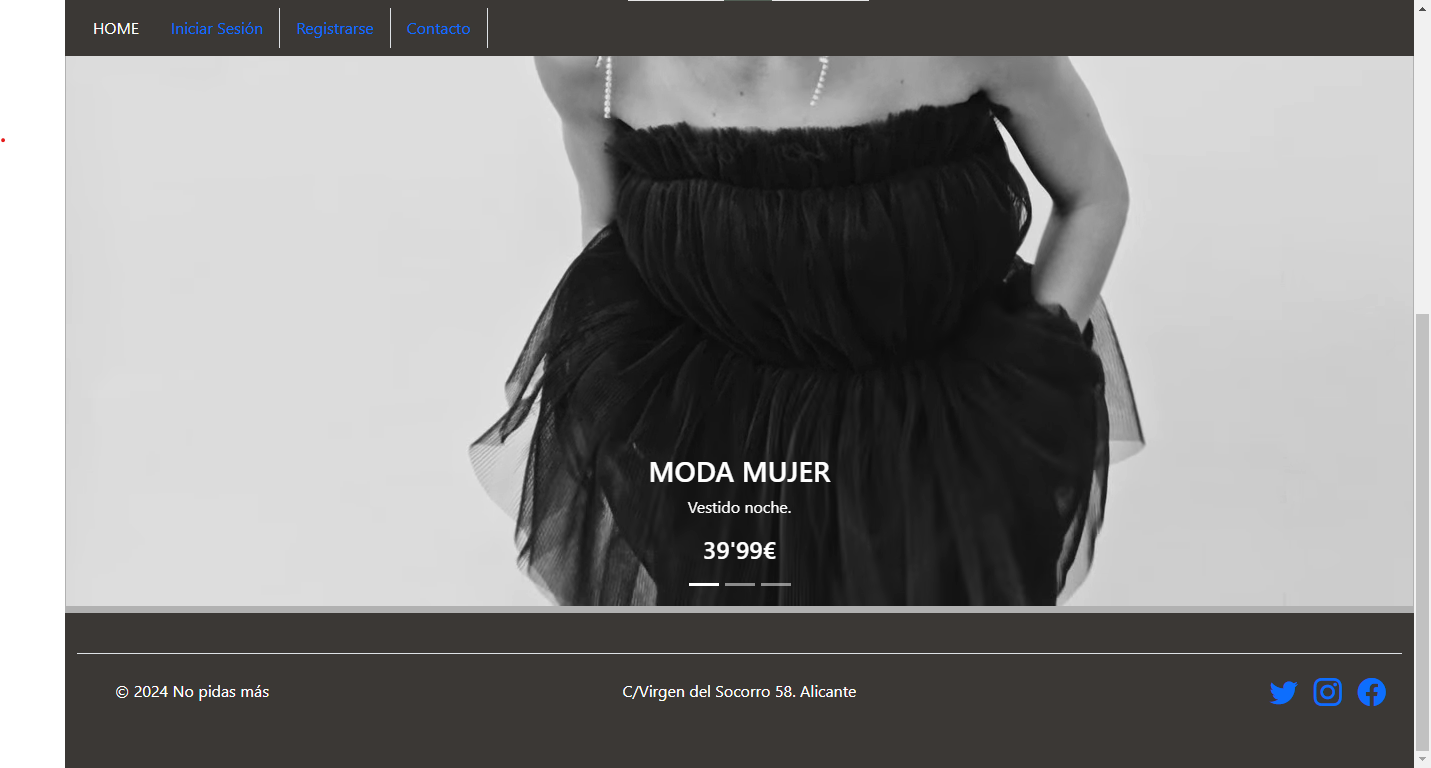 HOME Iniciar Sesión Registrarse Contacto
MODA MUJER
Vestido noche.
39'99€
© 2024 No pidas más
C/Virgen del Socorro 58. Alicante